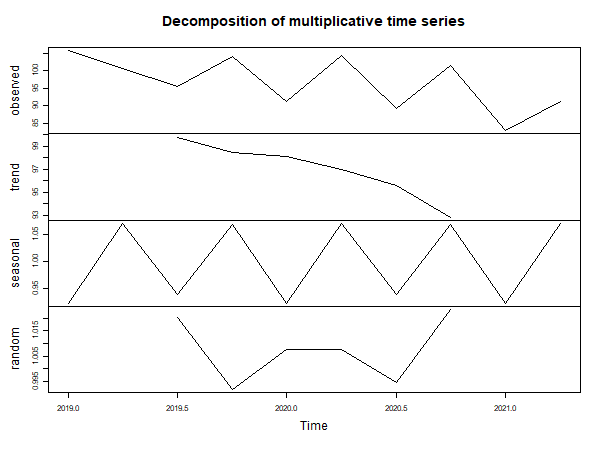 Decomposition of multiplicative time series
observed
85 90 95 100
trend
93 95 97 99
seasonal
0.95 1.00 1.05
random
0.995 1.005 1.015
2019.0 2019.5 2020.0 2020.5 2021.0
Time